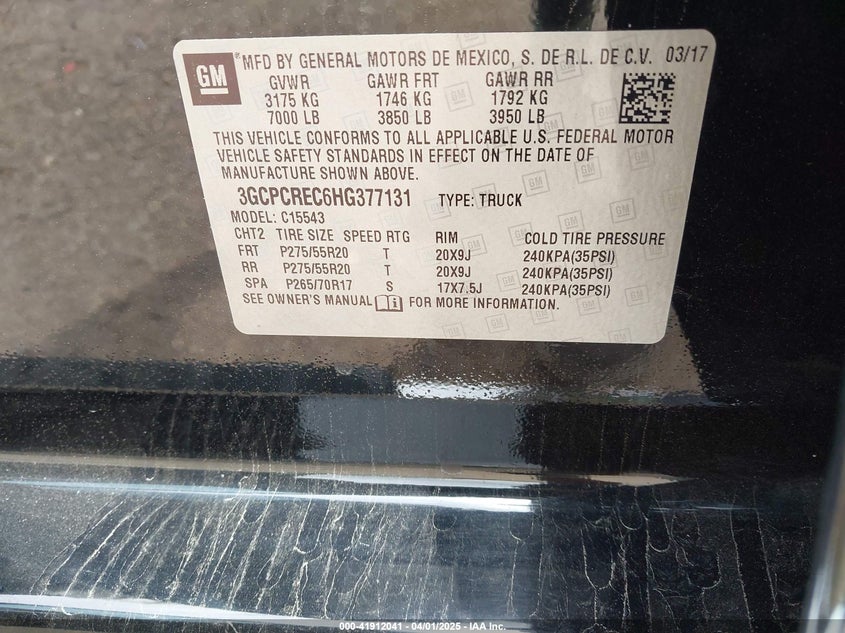 GM
®MFD BY GENERAL MOTORS DE MEXICO, S. DE R.L. DE C.V. 03/17
GVWR GAWR FRT GAWR RR
3175 KG 1746 KG 1792 KG
7000 LB 3850 LB 3950 LB
THIS VEHICLE CONFORMS TO ALL APPLICABLE U.S. FEDERAL MOTOR
VEHICLE SAFETY STANDARDS IN EFFECT ON THE DATE OF
MANUFACTURE SHOWN ABOVE.
3GCPCREC6HG377131 TYPE: TRUCK
MODEL: C15543
CHT2 TIRE SIZE SPEED RTG RIM COLD TIRE PRESSURE
FRT P275/55R20 T 20X9J 240KPA(35PSI)
RR P275/55R20 T 20X9J 240KPA(35PSI)
SPA P265/70R17 S 17X7.5J 240KPA(35PSI)
SEE OWNER'S MANUAL FOR MORE INFORMATION.
000-41912041 | 04/01/2025 - IAA Inc.